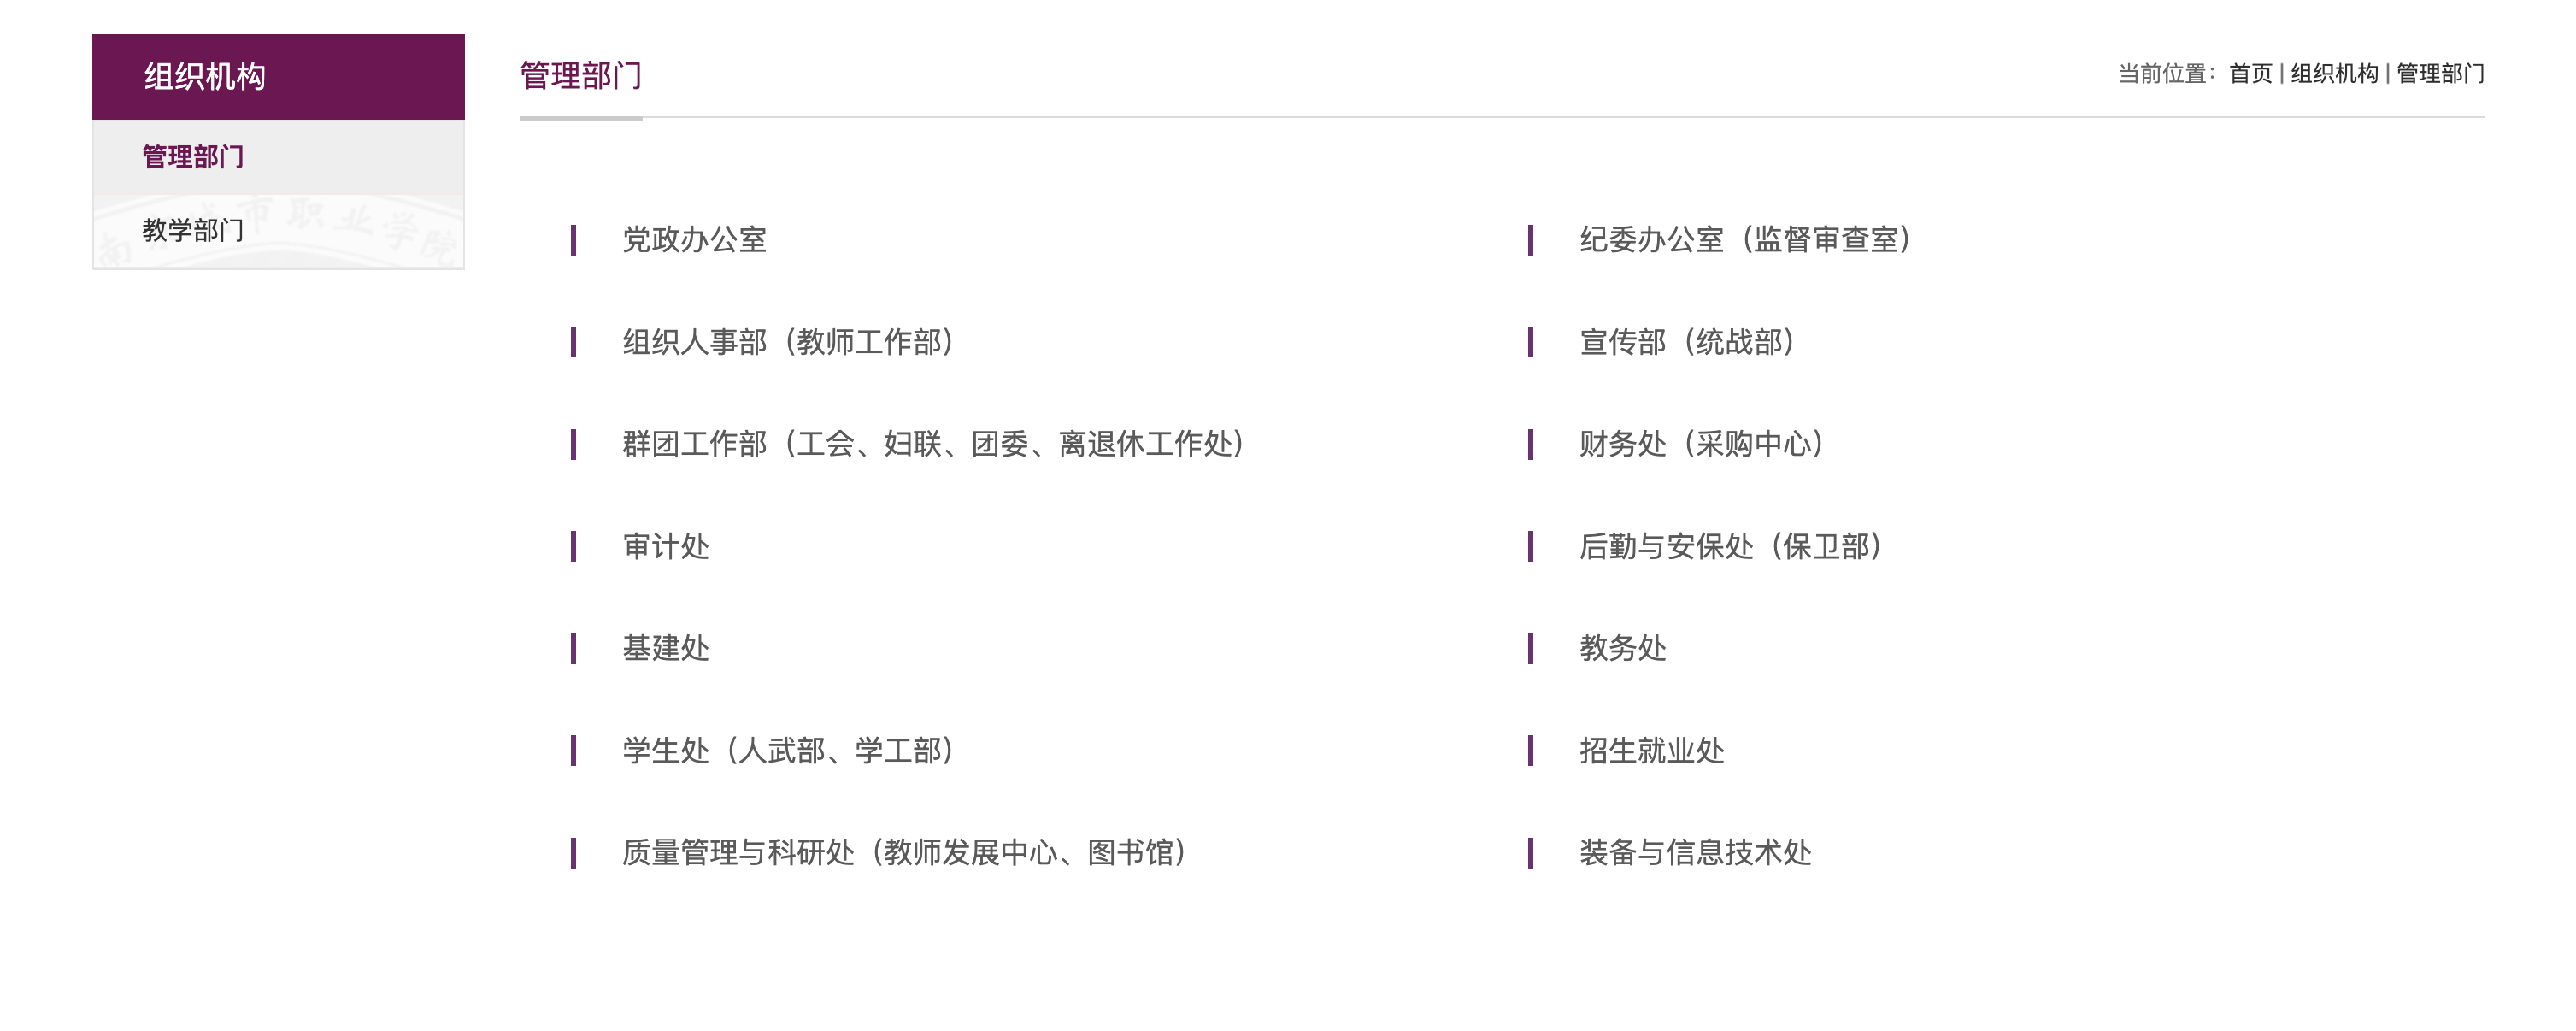 组织机构
管理部门
教学部门
管理部门
当前位置：首页 | 组织机构 | 管理部门
党政办公室
纪委办公室（监督审查室）
组织人事部（教师工作部）
宣传部（统战部）
群团工作部（工会、妇联、团委、离退休工作处）
财务处（采购中心）
审计处
后勤与安保处（保卫部）
基建处
教务处
学生处（人武部、学工部）
招生就业处
质量管理与科研处（教师发展中心、图书馆）
装备与信息技术处